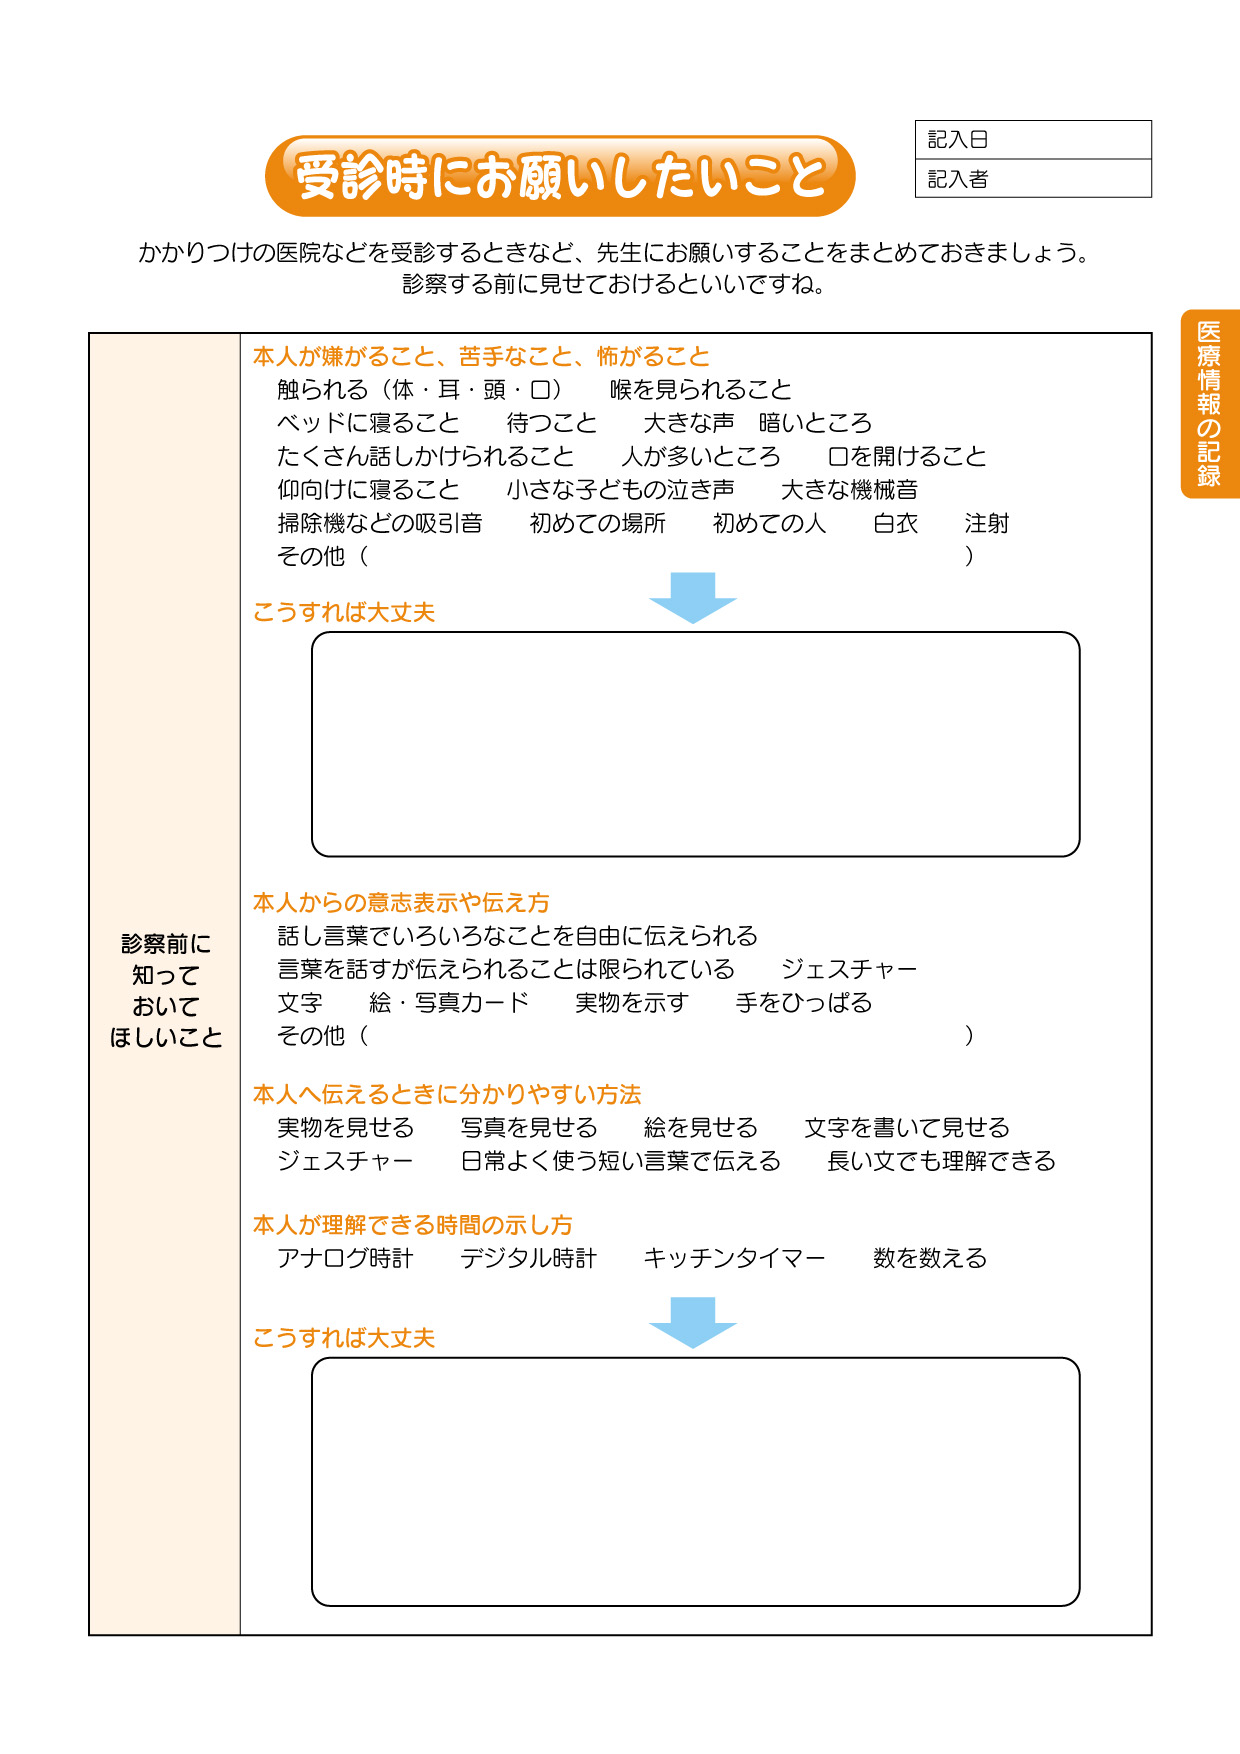 記入日
受診時にお願いしたいこと
記入者
かかりつけの医院などを受診するときなど、先生にお願いすることをまとめておきましょう。
診察する前に見せておけるといいですね。
医療情報の記録
診察前に
知って
おいて
ほしいこと
本人が嫌がること、苦手なこと、怖がること
触られる（体・耳・頭・口）　喉を見られること
ベッドに寝ること　待つこと　大きな声　暗いところ
たくさん話しかけられること　人が多いところ　口を開けること
仰向けに寝ること　小さな子どもの泣き声　大きな機械音
掃除機などの吸引音　初めての場所　初めての人　白衣　注射
その他（　　　　　）
こうすれば大丈夫
本人からの意志表示や伝え方
話し言葉でいろいろなことを自由に伝えられる
言葉を話すが伝えられることは限られている　ジェスチャー
文字　絵・写真カード　実物を示す　手をひっぱる
その他（　　　　　）
本人へ伝えるときに分かりやすい方法
実物を見せる　写真を見せる　絵を見せる　文字を書いて見せる
ジェスチャー　日常よく使う短い言葉で伝える　長い文でも理解できる
本人が理解できる時間の示し方
アナログ時計　デジタル時計　キッチンタイマー　数を数える
こうすれば大丈夫